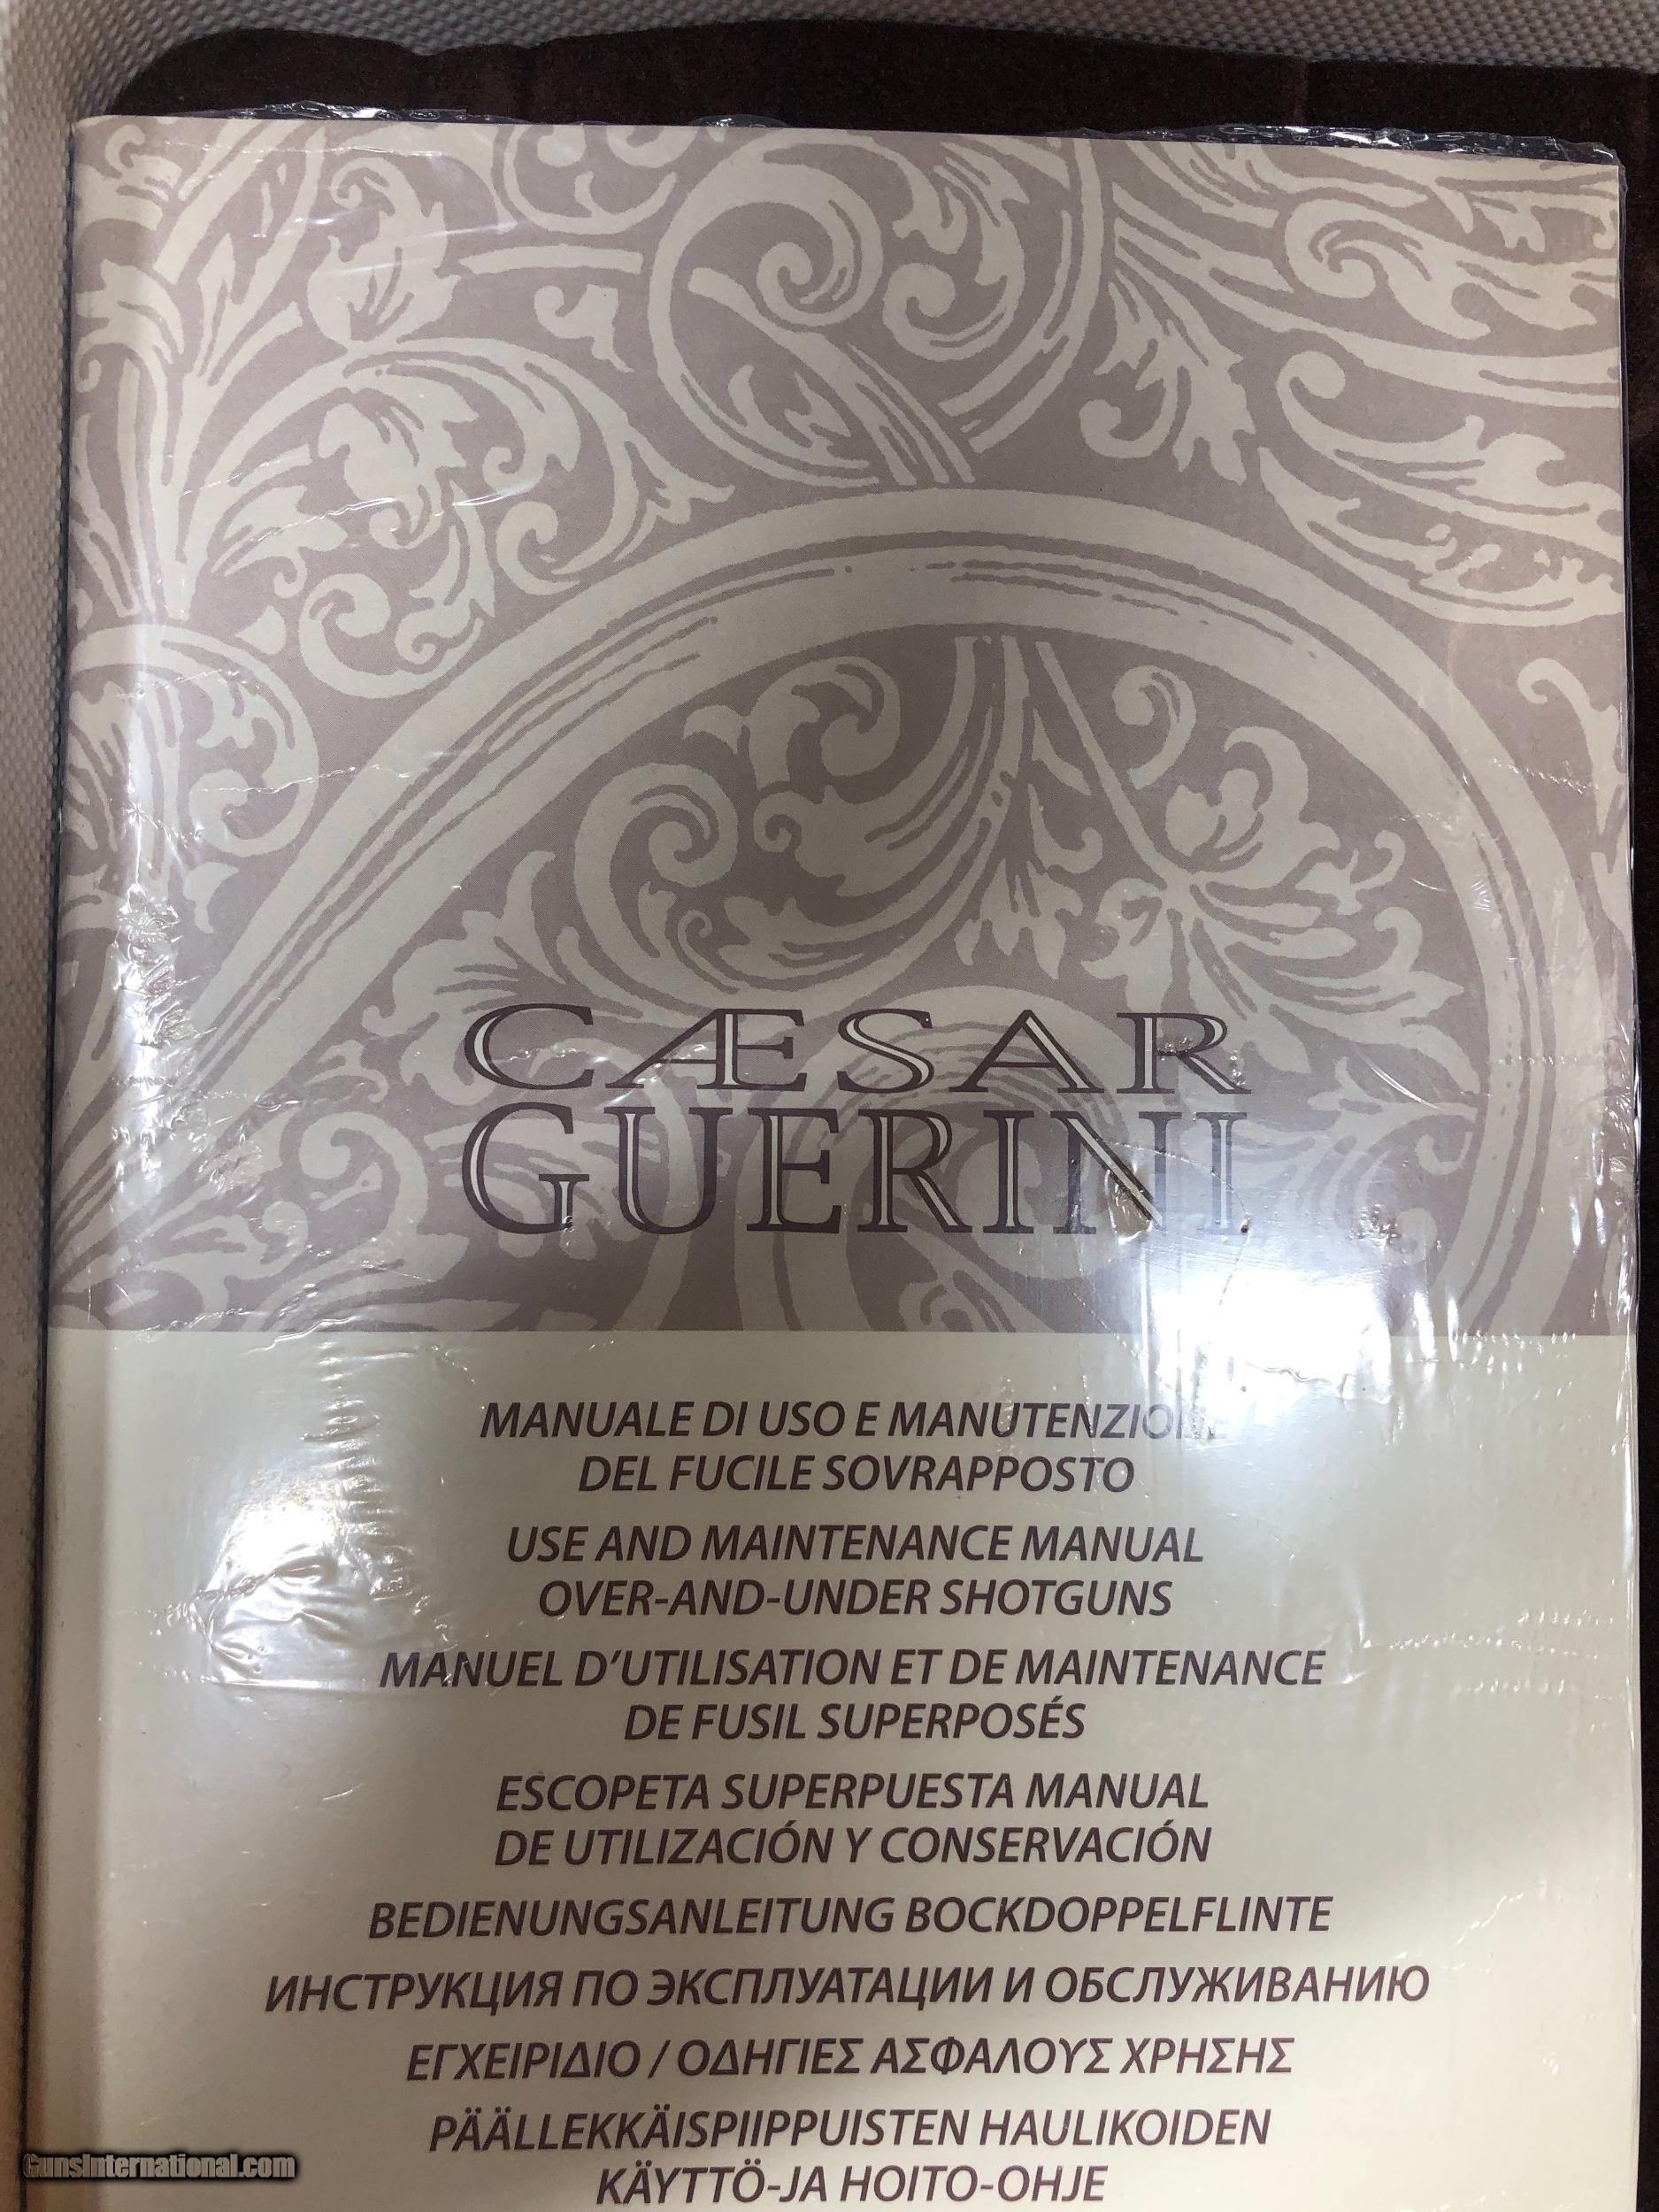 CÆSAR
GUERINI
MANUALE DI USO E MANUTENZIONE
DEL FUCILE SOVRAPPOSTO
USE AND MAINTENANCE MANUAL
OVER-AND-UNDER SHOTGUNS
MANUEL D'UTILISATION ET DE MAINTENANCE
DE FUSIL SUPERPOSÉS
ESCOPETA SUPERPUESTA MANUAL
DE UTILIZACIÓN Y CONSERVACIÓN
BEDIENUNGSANLEITUNG BOCKDOPPELFLINTE
ИНСТРУКЦИЯ ПО ЭКСПЛУАТАЦИИ И ОБСЛУЖИВАНИЮ
ΕΓΧΕΙΡΙΔΙΟ / ΟΔΗΓΙΕΣ ΑΣΦΑΛΟΥΣ ΧΡΗΣΗΣ
PÄÄLLEKKÄISPIIPPUISTEN HAULIKOIDEN
KÄYTTÖ-JA HOITO-OHJE
GunsInternational.com